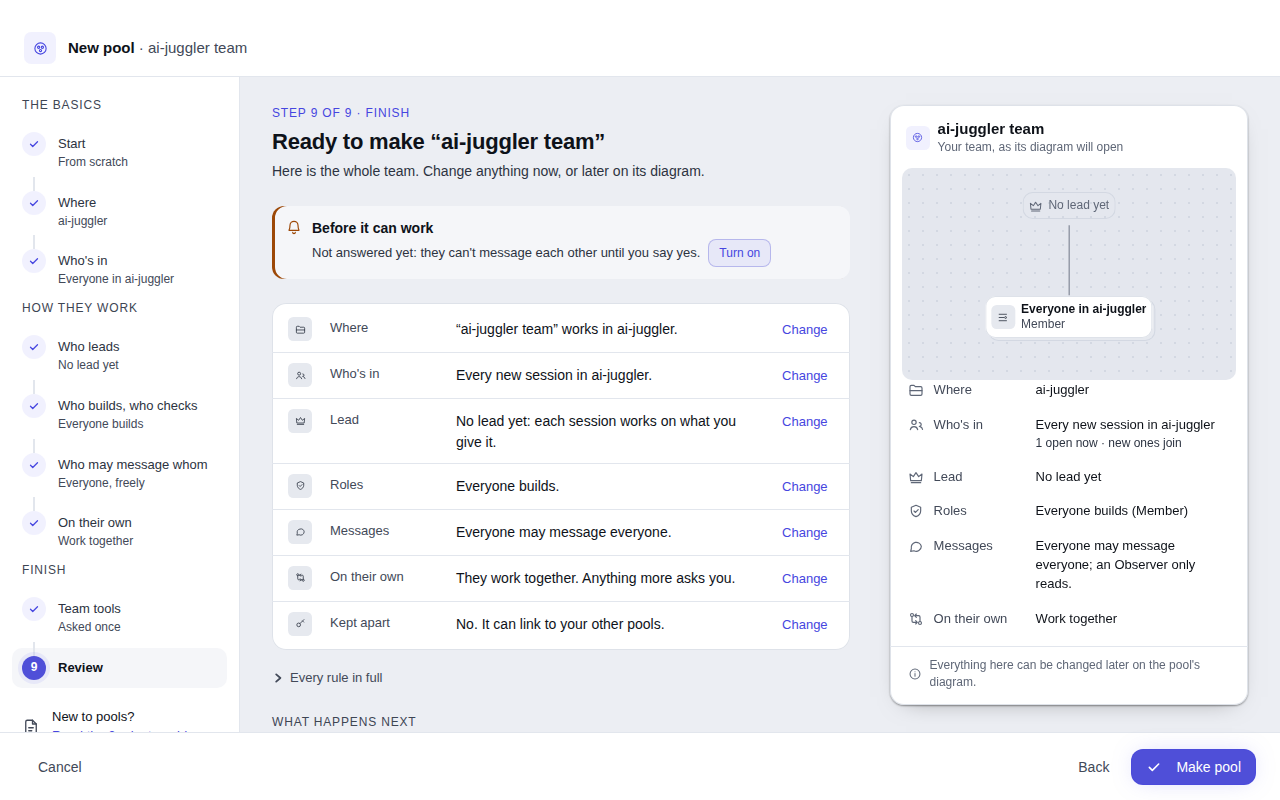 New pool · ai-juggler team
THE BASICS
Start
From scratch
Where
ai-juggler
Who's in
Everyone in ai-juggler
HOW THEY WORK
Who leads
No lead yet
Who builds, who checks
Everyone builds
Who may message whom
Everyone, freely
On their own
Work together
FINISH
Team tools
Asked once
9
Review
New to pools?
STEP 9 OF 9 · FINISH
Ready to make “ai-juggler team”
Here is the whole team. Change anything now, or later on its diagram.
Before it can work
Not answered yet: they can't message each other until you say yes.
Turn on
Where
“ai-juggler team” works in ai-juggler.
Change
Who's in
Every new session in ai-juggler.
Change
Lead
No lead yet: each session works on what you
give it.
Change
Roles
Everyone builds.
Change
Messages
Everyone may message everyone.
Change
On their own
They work together. Anything more asks you.
Change
Kept apart
No. It can link to your other pools.
Change
Every rule in full
WHAT HAPPENS NEXT
ai-juggler team
Your team, as its diagram will open
No lead yet
Everyone in ai-juggler
Member
Where
ai-juggler
Who's in
Every new session in ai-juggler
1 open now · new ones join
Lead
No lead yet
Roles
Everyone builds (Member)
Messages
Everyone may message
everyone; an Observer only
reads.
On their own
Work together
Everything here can be changed later on the pool's
diagram.
Cancel
Back
Make pool